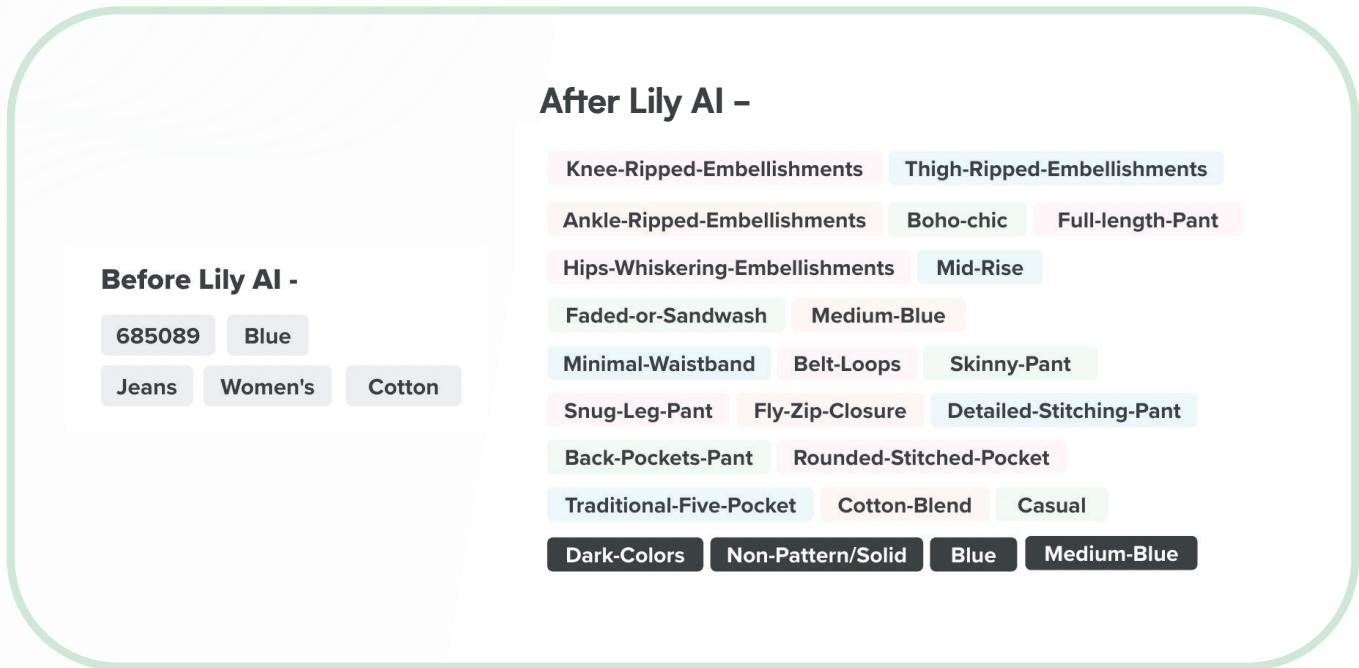 Before Lily AI -
685089 Blue
Jeans Women's Cotton
After Lily AI –
Knee-Ripped-Embellishments Thigh-Ripped-Embellishments
Ankle-Ripped-Embellishments Boho-chic Full-length-Pant
Hips-Whiskering-Embellishments Mid-Rise
Faded-or-Sandwash Medium-Blue
Minimal-Waistband Belt-Loops Skinny-Pant
Snug-Leg-Pant Fly-Zip-Closure Detailed-Stitching-Pant
Back-Pockets-Pant Rounded-Stitched-Pocket
Traditional-Five-Pocket Cotton-Blend Casual
Dark-Colors Non-Pattern/Solid Blue Medium-Blue